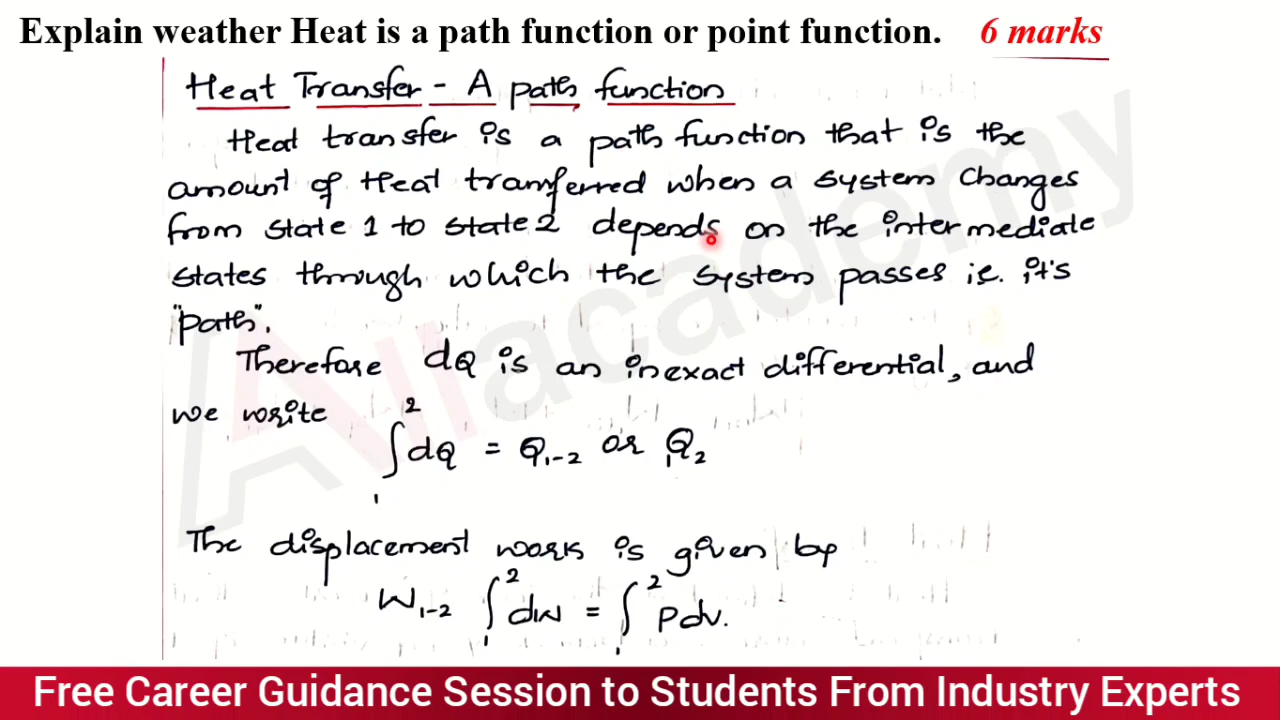 Explain weather Heat is a path function or point function. 6 marks
Heat Transfer - A path function
Heat transfer is a path function that is the
amount of Heat transferred when a system changes
from state 1 to state 2 depends on the intermediate
states through which the system passes i.e. it's
"path".
Therefore dQ is an inexact differential, and
we write
∫₁² dQ = Q₁₋₂ or ₁Q₂
The displacement work is given by
W₁₋₂ ∫₁² dw = ∫₁² Pdv.
Allacademy
Free Career Guidance Session to Students From Industry Experts